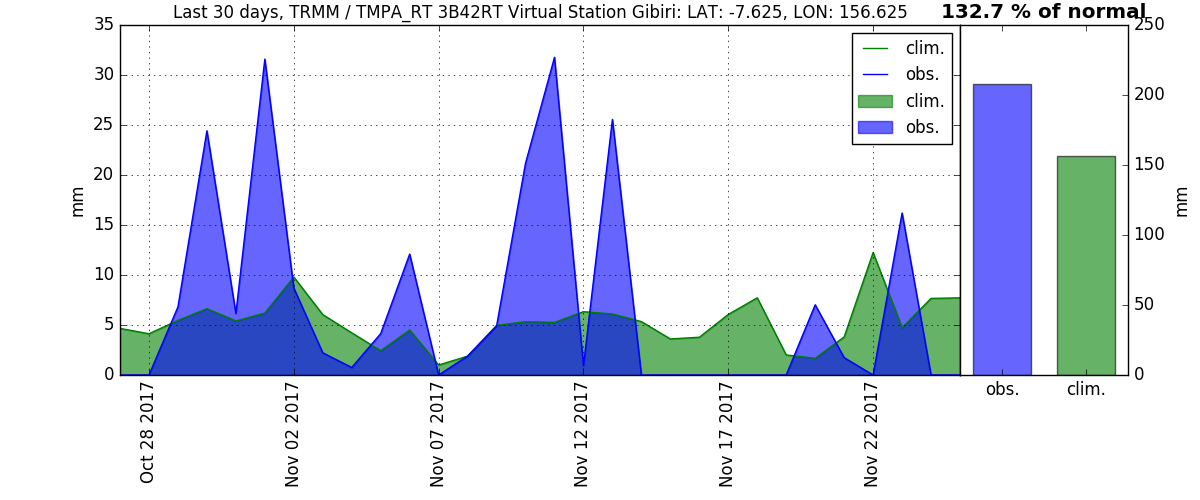 Last 30 days, TRMM / TMPA_RT 3B42RT Virtual Station Gibiri: LAT: -7.625, LON: 156.625
132.7 % of normal
35
30
25
20
15
10
5
0
mm
clim.
obs.
clim.
obs.
Oct 28 2017
Nov 02 2017
Nov 07 2017
Nov 12 2017
Nov 17 2017
Nov 22 2017
250
200
150
100
50
0
mm
obs.
clim.